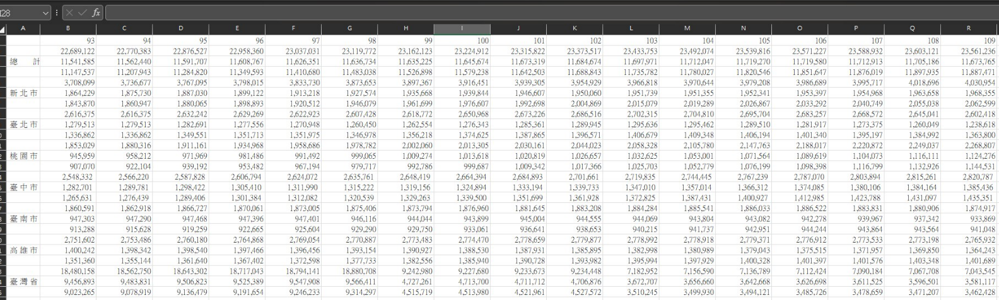 128 fx
A B C D E F G H I J K L M N O P Q R
93 94 95 96 97 98 99 100 101 102 103 104 105 106 107 108 109
22,689,122 22,770,383 22,876,527 22,958,360 23,037,031 23,119,772 23,162,123 23,224,912 23,315,822 23,373,517 23,433,753 23,492,074 23,539,816 23,571,227 23,588,932 23,603,121 23,561,236
總 計 11,541,585 11,562,440 11,591,707 11,608,767 11,626,351 11,636,734 11,635,225 11,645,674 11,673,319 11,684,674 11,697,971 11,712,047 11,719,270 11,719,580 11,712,913 11,705,186 11,673,765
11,147,537 11,207,943 11,284,820 11,349,593 11,410,680 11,483,038 11,526,898 11,579,238 11,642,503 11,688,843 11,735,782 11,780,027 11,820,546 11,851,647 11,876,019 11,897,935 11,887,471
3,708,099 3,736,677 3,767,095 3,798,015 3,833,730 3,873,653 3,897,367 3,916,451 3,939,305 3,954,929 3,966,818 3,970,644 3,979,208 3,986,689 3,995,717 4,018,696 4,030,954
新北市 1,864,229 1,875,730 1,887,030 1,899,122 1,913,218 1,927,574 1,935,668 1,939,844 1,946,607 1,950,060 1,951,739 1,951,355 1,952,341 1,953,397 1,954,968 1,963,658 1,968,355
1,843,870 1,860,947 1,880,065 1,898,893 1,920,512 1,946,079 1,961,699 1,976,607 1,992,698 2,004,869 2,015,079 2,019,289 2,026,867 2,033,292 2,040,749 2,055,038 2,062,599
2,616,375 2,616,375 2,632,242 2,629,269 2,622,923 2,607,428 2,618,772 2,650,968 2,673,226 2,686,516 2,702,315 2,704,810 2,695,704 2,683,257 2,668,572 2,645,041 2,602,418
臺北市 1,279,513 1,279,513 1,282,691 1,277,556 1,270,948 1,260,450 1,262,554 1,276,343 1,285,361 1,289,945 1,295,636 1,295,462 1,289,510 1,281,917 1,273,375 1,260,049 1,238,618
1,336,862 1,336,862 1,349,551 1,351,713 1,351,975 1,346,978 1,356,218 1,374,625 1,387,865 1,396,571 1,406,679 1,409,348 1,406,194 1,401,340 1,395,197 1,384,992 1,363,800
1,853,029 1,880,316 1,911,161 1,934,968 1,958,686 1,978,782 2,002,060 2,013,305 2,030,161 2,044,023 2,058,328 2,105,780 2,147,763 2,188,017 2,220,872 2,249,037 2,268,807
桃園市 945,959 958,212 971,969 981,486 991,492 999,065 1,009,274 1,013,618 1,020,819 1,026,657 1,032,625 1,053,001 1,071,564 1,089,619 1,104,073 1,116,111 1,124,276
907,070 922,104 939,192 953,482 967,194 979,717 992,786 999,687 1,009,342 1,017,366 1,025,703 1,052,779 1,076,199 1,098,398 1,116,799 1,132,926 1,144,531
2,548,332 2,566,220 2,587,828 2,606,794 2,624,072 2,635,761 2,648,419 2,664,394 2,684,893 2,701,661 2,719,835 2,744,445 2,767,239 2,787,070 2,803,894 2,815,261 2,820,787
臺中市 1,282,701 1,289,781 1,298,422 1,305,410 1,311,990 1,315,222 1,319,156 1,324,894 1,333,194 1,339,733 1,347,010 1,357,014 1,366,312 1,374,085 1,380,106 1,384,164 1,385,436
1,265,631 1,276,439 1,289,406 1,301,384 1,312,082 1,320,539 1,329,263 1,339,500 1,351,699 1,361,928 1,372,825 1,387,431 1,400,927 1,412,985 1,423,788 1,431,097 1,435,351
1,860,591 1,862,918 1,866,727 1,870,061 1,873,005 1,875,406 1,873,794 1,876,960 1,881,645 1,883,208 1,884,284 1,885,541 1,886,033 1,886,522 1,883,831 1,880,906 1,874,917
臺南市 947,303 947,290 947,468 947,396 947,401 946,116 944,044 943,899 945,004 944,555 944,069 943,804 943,082 942,278 939,967 937,342 933,869
913,288 915,628 919,259 922,665 925,604 929,290 929,750 933,061 936,641 938,653 940,215 941,737 942,951 944,244 943,864 943,564 941,048
2,751,602 2,753,486 2,760,180 2,764,868 2,769,054 2,770,887 2,773,483 2,774,470 2,778,659 2,779,877 2,778,992 2,778,918 2,779,371 2,776,912 2,773,533 2,773,198 2,765,932
高雄市 1,400,242 1,398,342 1,398,540 1,397,466 1,396,456 1,393,154 1,390,927 1,388,530 1,387,931 1,385,895 1,382,998 1,380,989 1,379,043 1,375,515 1,371,957 1,369,850 1,364,243
1,351,360 1,355,144 1,361,640 1,367,402 1,372,598 1,377,733 1,382,556 1,385,940 1,390,728 1,393,982 1,395,994 1,397,929 1,400,328 1,401,397 1,401,576 1,403,348 1,401,689
18,480,158 18,562,750 18,643,302 18,717,043 18,794,141 18,880,708 9,242,980 9,227,680 9,233,673 9,234,448 7,182,952 7,156,590 7,136,789 7,112,424 7,090,184 7,067,708 7,043,545
臺灣省 9,456,893 9,483,831 9,506,823 9,525,389 9,547,908 9,566,411 4,727,261 4,713,700 4,711,712 4,706,876 3,672,707 3,656,660 3,642,668 3,626,698 3,611,525 3,596,501 3,581,117
9,023,265 9,078,919 9,136,479 9,191,654 9,246,233 9,314,297 4,515,719 4,513,980 4,521,961 4,527,572 3,510,245 3,499,930 3,494,121 3,485,726 3,478,659 3,471,207 3,462,428